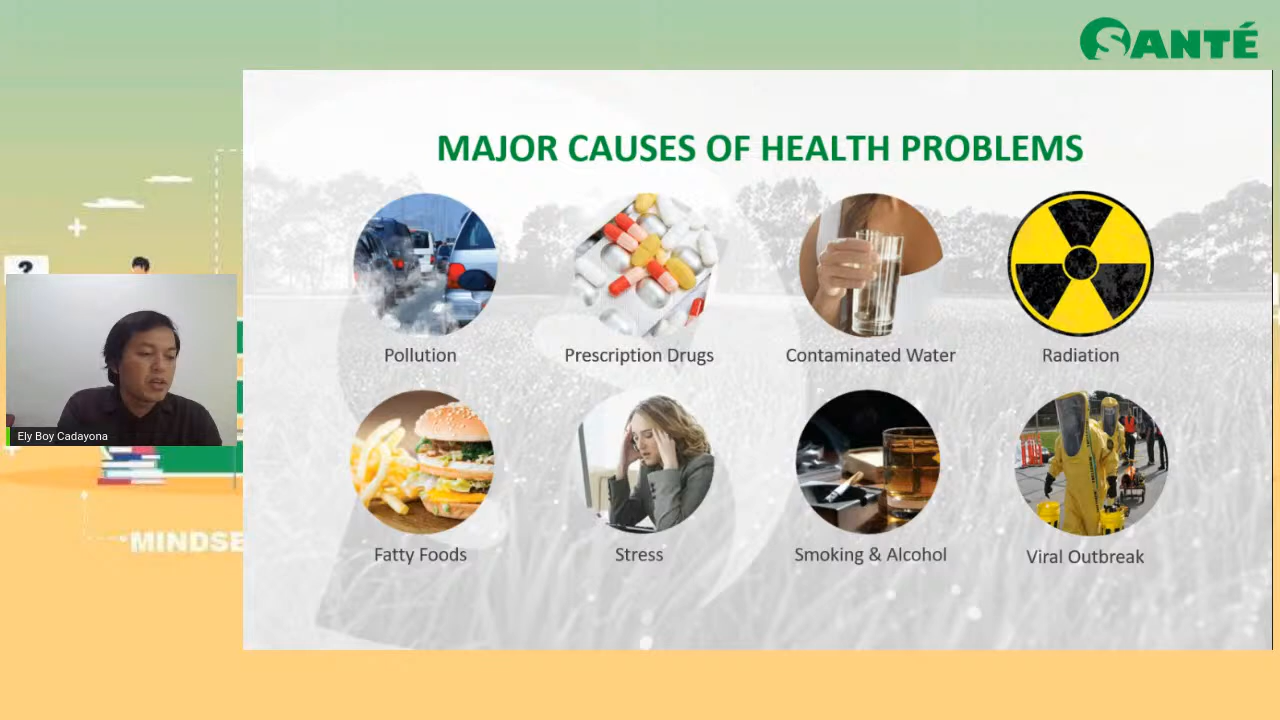 SANTÉ
MAJOR CAUSES OF HEALTH PROBLEMS
Pollution
Prescription Drugs
Contaminated Water
Radiation
?
Ely Boy Cadayona
Fatty Foods
Stress
Smoking & Alcohol
Viral Outbreak
MINDSE